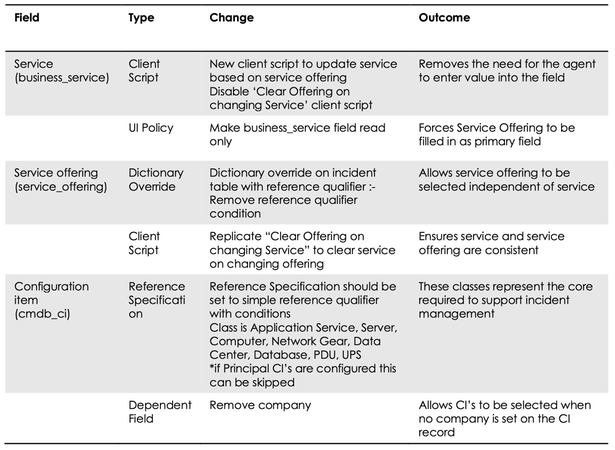 Field Type Change Outcome
Service Client New client script to update service Removes the need for the agent
(business_service) Script based on service offering to enter value into the field
Disable ‘Clear Offering on
changing Service’ client script
UI Policy Make business_service field read Forces Service Offering to be
only filled in as primary field
Service offering Dictionary Dictionary override on incident Allows service offering to be
(service_offering) Override table with reference qualifier :- selected independent of service
Remove reference qualifier
condition
Client Replicate “Clear Offering on Ensures service and service
Script changing Service” to clear service offering are consistent
on changing offering
Configuration Reference Reference Specification should be These classes represent the core
item Specificati set to simple reference qualifier required to support incident
(cmdb_ci) on with conditions management
Class is Application Service, Server,
Computer, Network Gear, Data
Center, Database, PDU, UPS
*if Principal CI’s are configured this
can be skipped
Dependent Remove company Allows CI’s to be selected when
Field no company is set on the CI
record